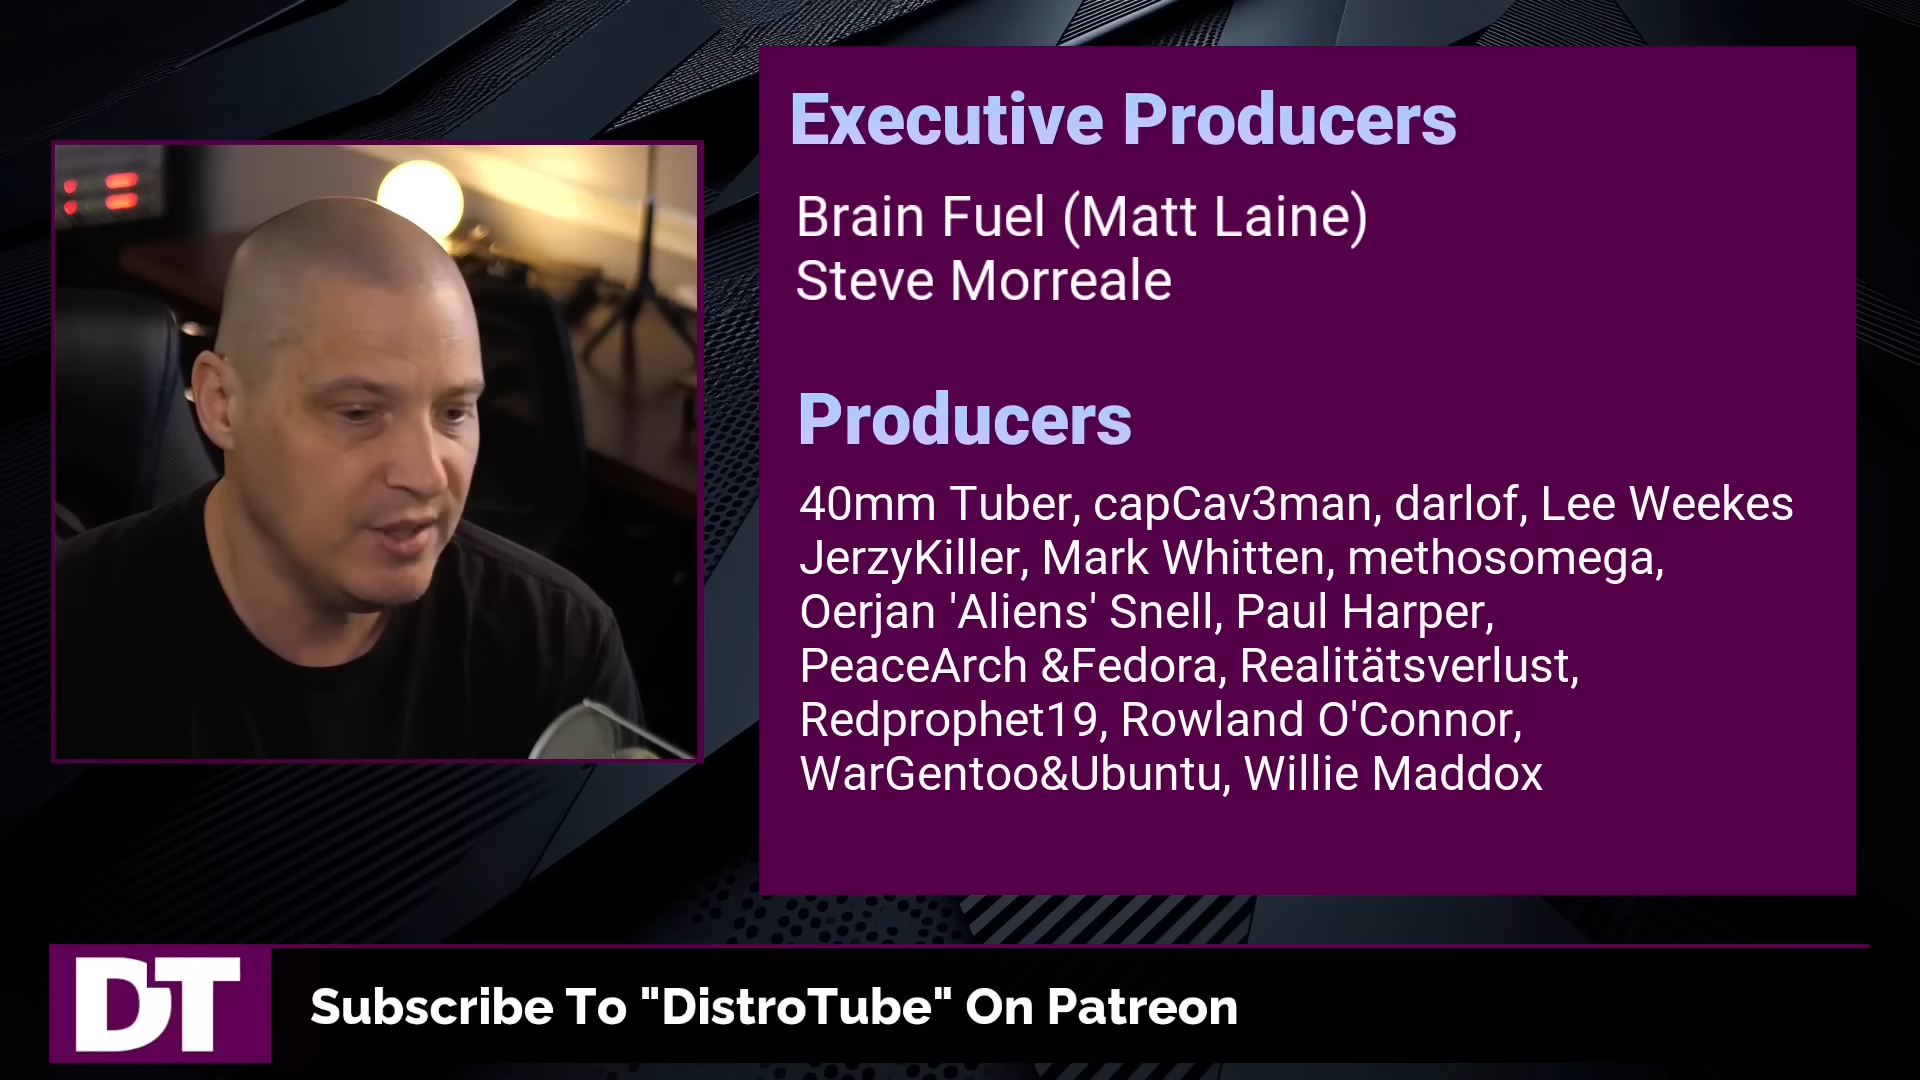 Executive Producers
Brain Fuel (Matt Laine)
Steve Morreale
Producers
40mm Tuber, capCav3man, darlof, Lee Weekes
JerzyKiller, Mark Whitten, methosomega,
Oerjan 'Aliens' Snell, Paul Harper,
PeaceArch &Fedora, Realitätsverlust,
Redprophet19, Rowland O'Connor,
WarGentoo&Ubuntu, Willie Maddox
DT
Subscribe To "DistroTube" On Patreon